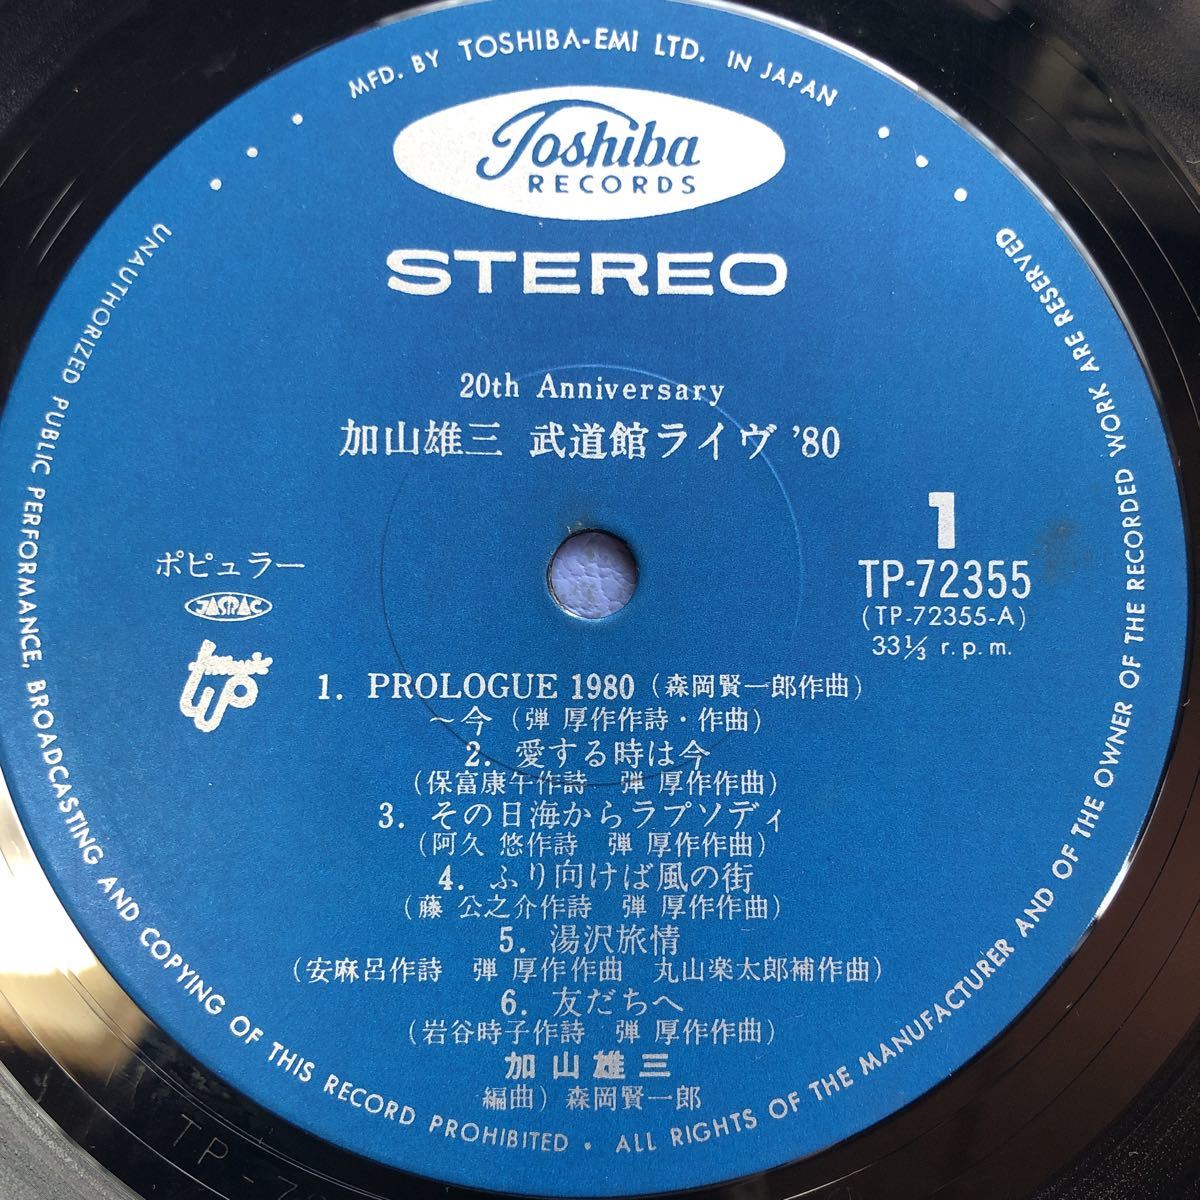 MFD. BY TOSHIBA-EMI LTD. IN JAPAN
Toshiba
RECORDS
STEREO
20th Anniversary
加山雄三 武道館ライヴ '80
1
ポピュラー
TP-72355
JASRAC
(TP-72355-A)
33⅓ r.p.m.
1. PROLOGUE 1980 (森岡賢一郎作曲)
～今 (弾 厚作作詩・作曲)
2. 愛する時は今
(保富康午作詩 弾 厚作作曲)
3. その日海からラプソディ
(阿久 悠作詩 弾 厚作作曲)
4. ふり向けば風の街
(藤 公之介作詩 弾 厚作作曲)
5. 湯沢旅情
(安麻呂作詩 弾 厚作作曲 丸山楽太郎補作曲)
6. 友だちへ
(岩谷時子作詩 弾 厚作作曲)
加山雄三
編曲) 森岡賢一郎
UNAUTHORIZED PUBLIC PERFORMANCE, BROADCASTING AND COPYING OF THIS RECORD PROHIBITED • ALL RIGHTS OF THE MANUFACTURER AND OF THE OWNER OF THE RECORDED WORK ARE RESERVED